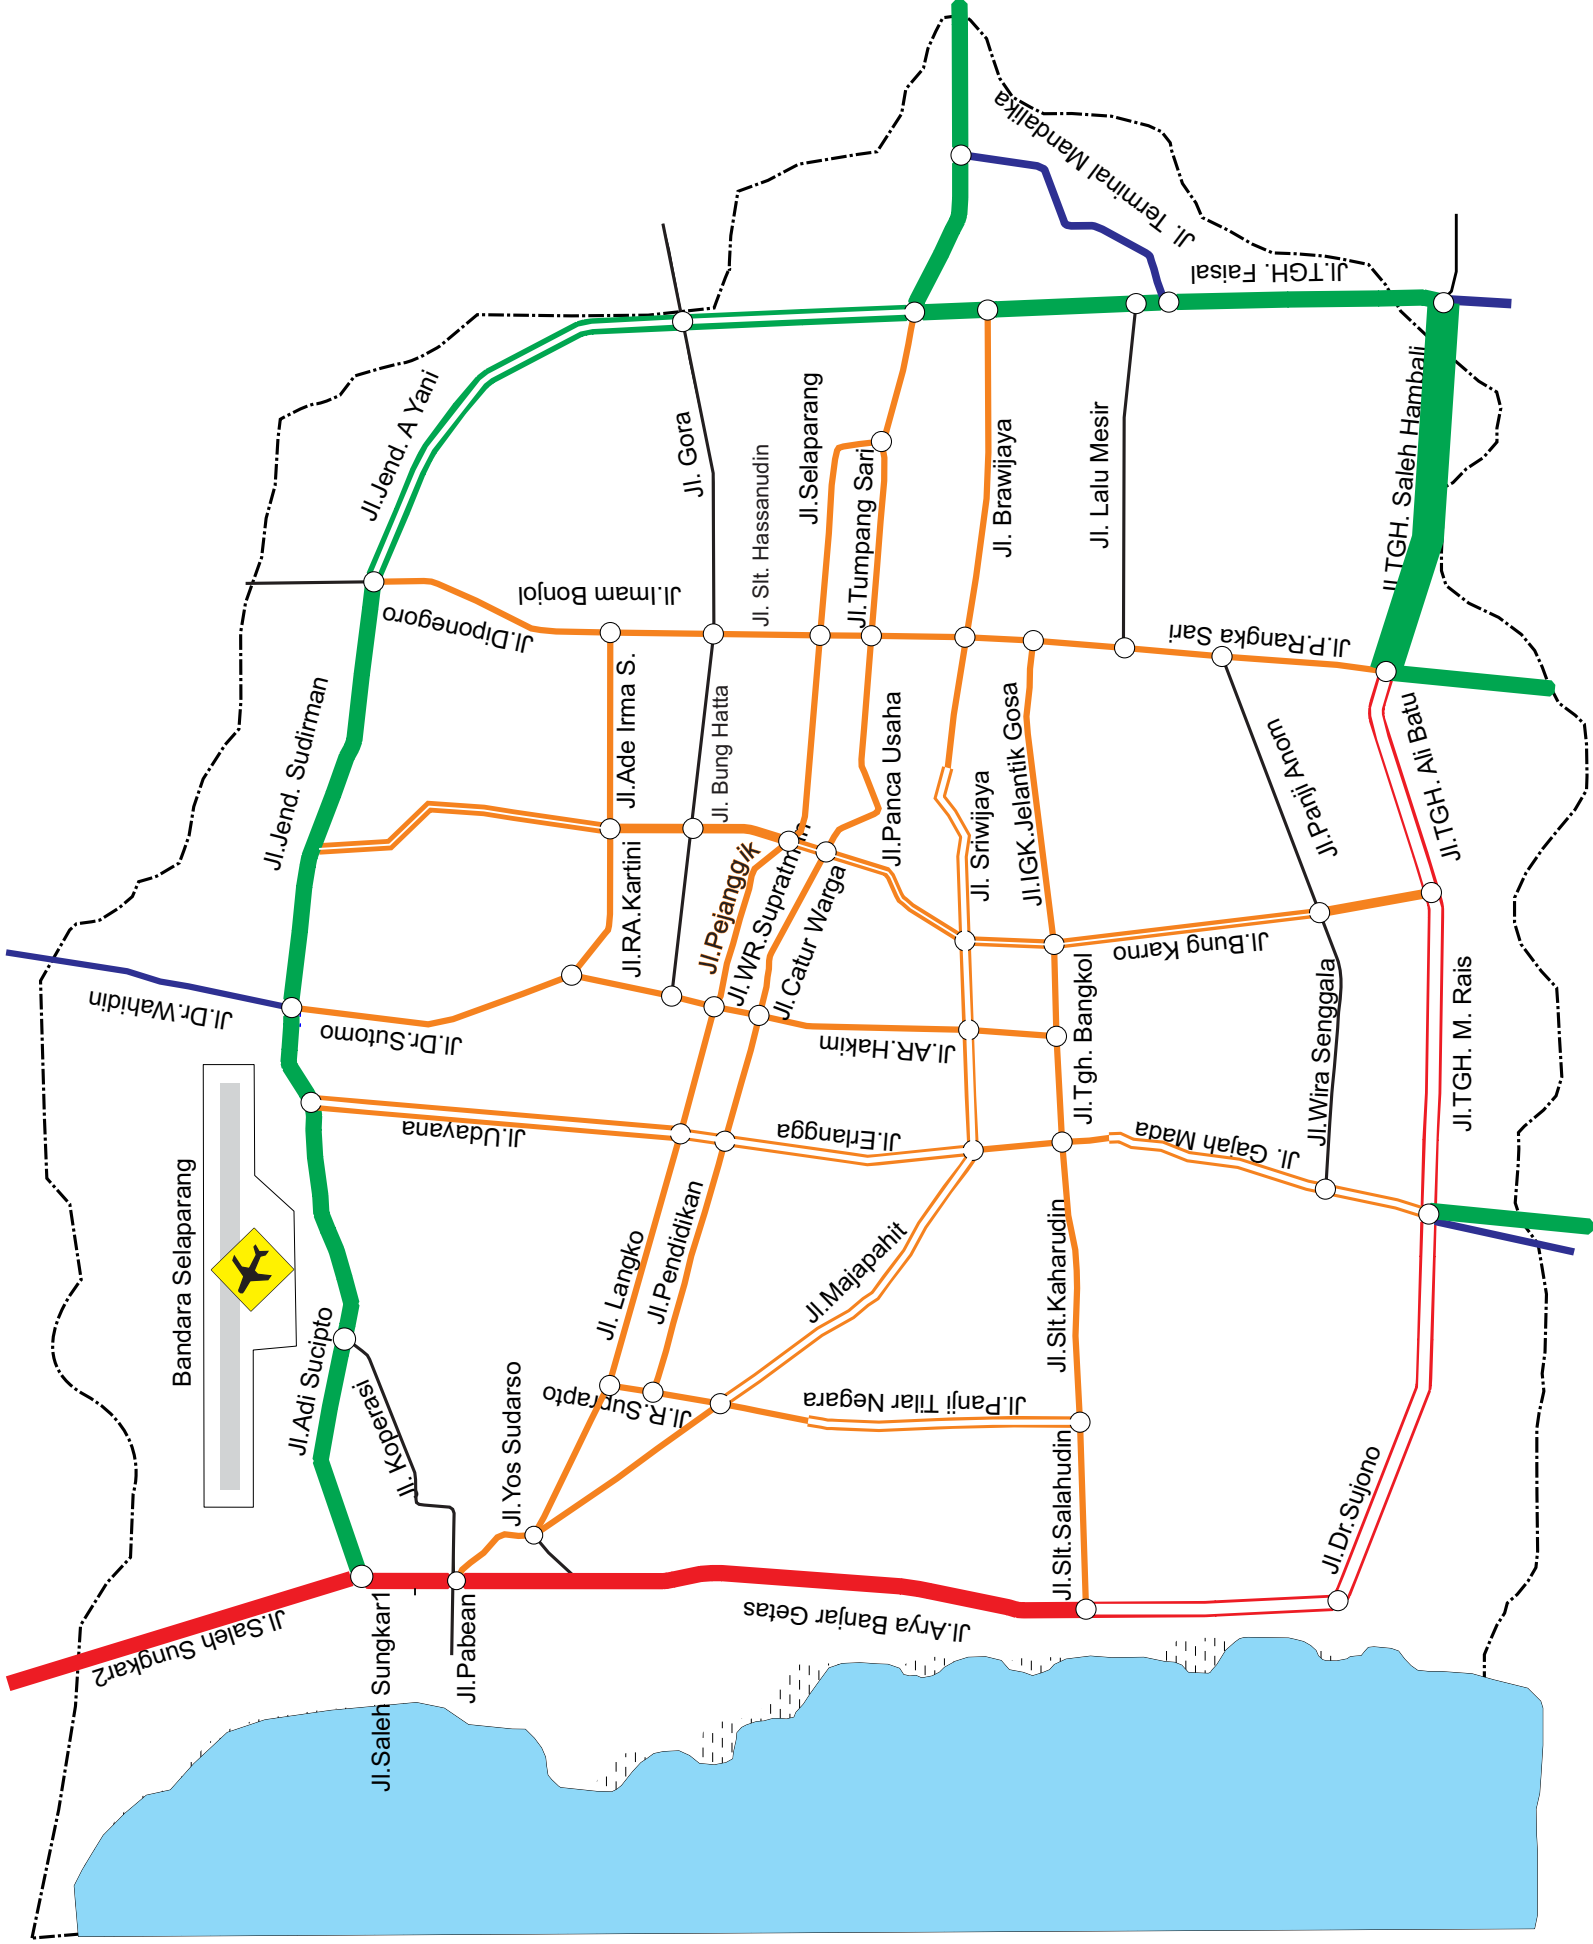 Jl. Terminal Mandalika
Jl.TGH. Faisal
Jl.TGH. Saleh Hambali
Jl.Jend. A Yani
Jl. Gora
Jl. Slt. Hassanudin
Jl.Selaparang
Jl.Tumpang Sari
Jl. Brawijaya
Jl. Lalu Mesir
Jl.Imam Bonjol
Jl.Diponegoro
Jl.P.Rangka Sari
Jl.Jend. Sudirman
Jl.Ade Irma S.
Jl. Bung Hatta
Jl.Panca Usaha
Jl. Sriwijaya
Jl.IGK.Jelantik Gosa
Jl.Panji Anom
Jl.TGH. Ali Batu
Jl.RA.Kartini
Jl.Pejanggik
Jl.WR.Supratman
Jl.Catur Warga
Jl.Bung Karno
Jl.Dr.Wahidin
Jl.Dr.Sutomo
Jl.AR.Hakim
Jl.Tgh. Bangkol
Jl.Wira Senggala
Jl.TGH. M. Rais
Jl.Udayana
Jl.Erlangga
Jl. Gajah Mada
Bandara Selaparang
Jl. Langko
Jl.Pendidikan
Jl.Majapahit
Jl.Slt.Kaharudin
Jl.Adi Sucipto
Jl. Koperasi
Jl.Yos Sudarso
Jl.R.Suprapto
Jl.Panji Tilar Negara
Jl.Slt.Salahudin
Jl.Dr.Sujono
Jl.Saleh Sungkar2
Jl.Saleh Sungkar1
Jl.Pabean
Jl.Arya Banjar Getas